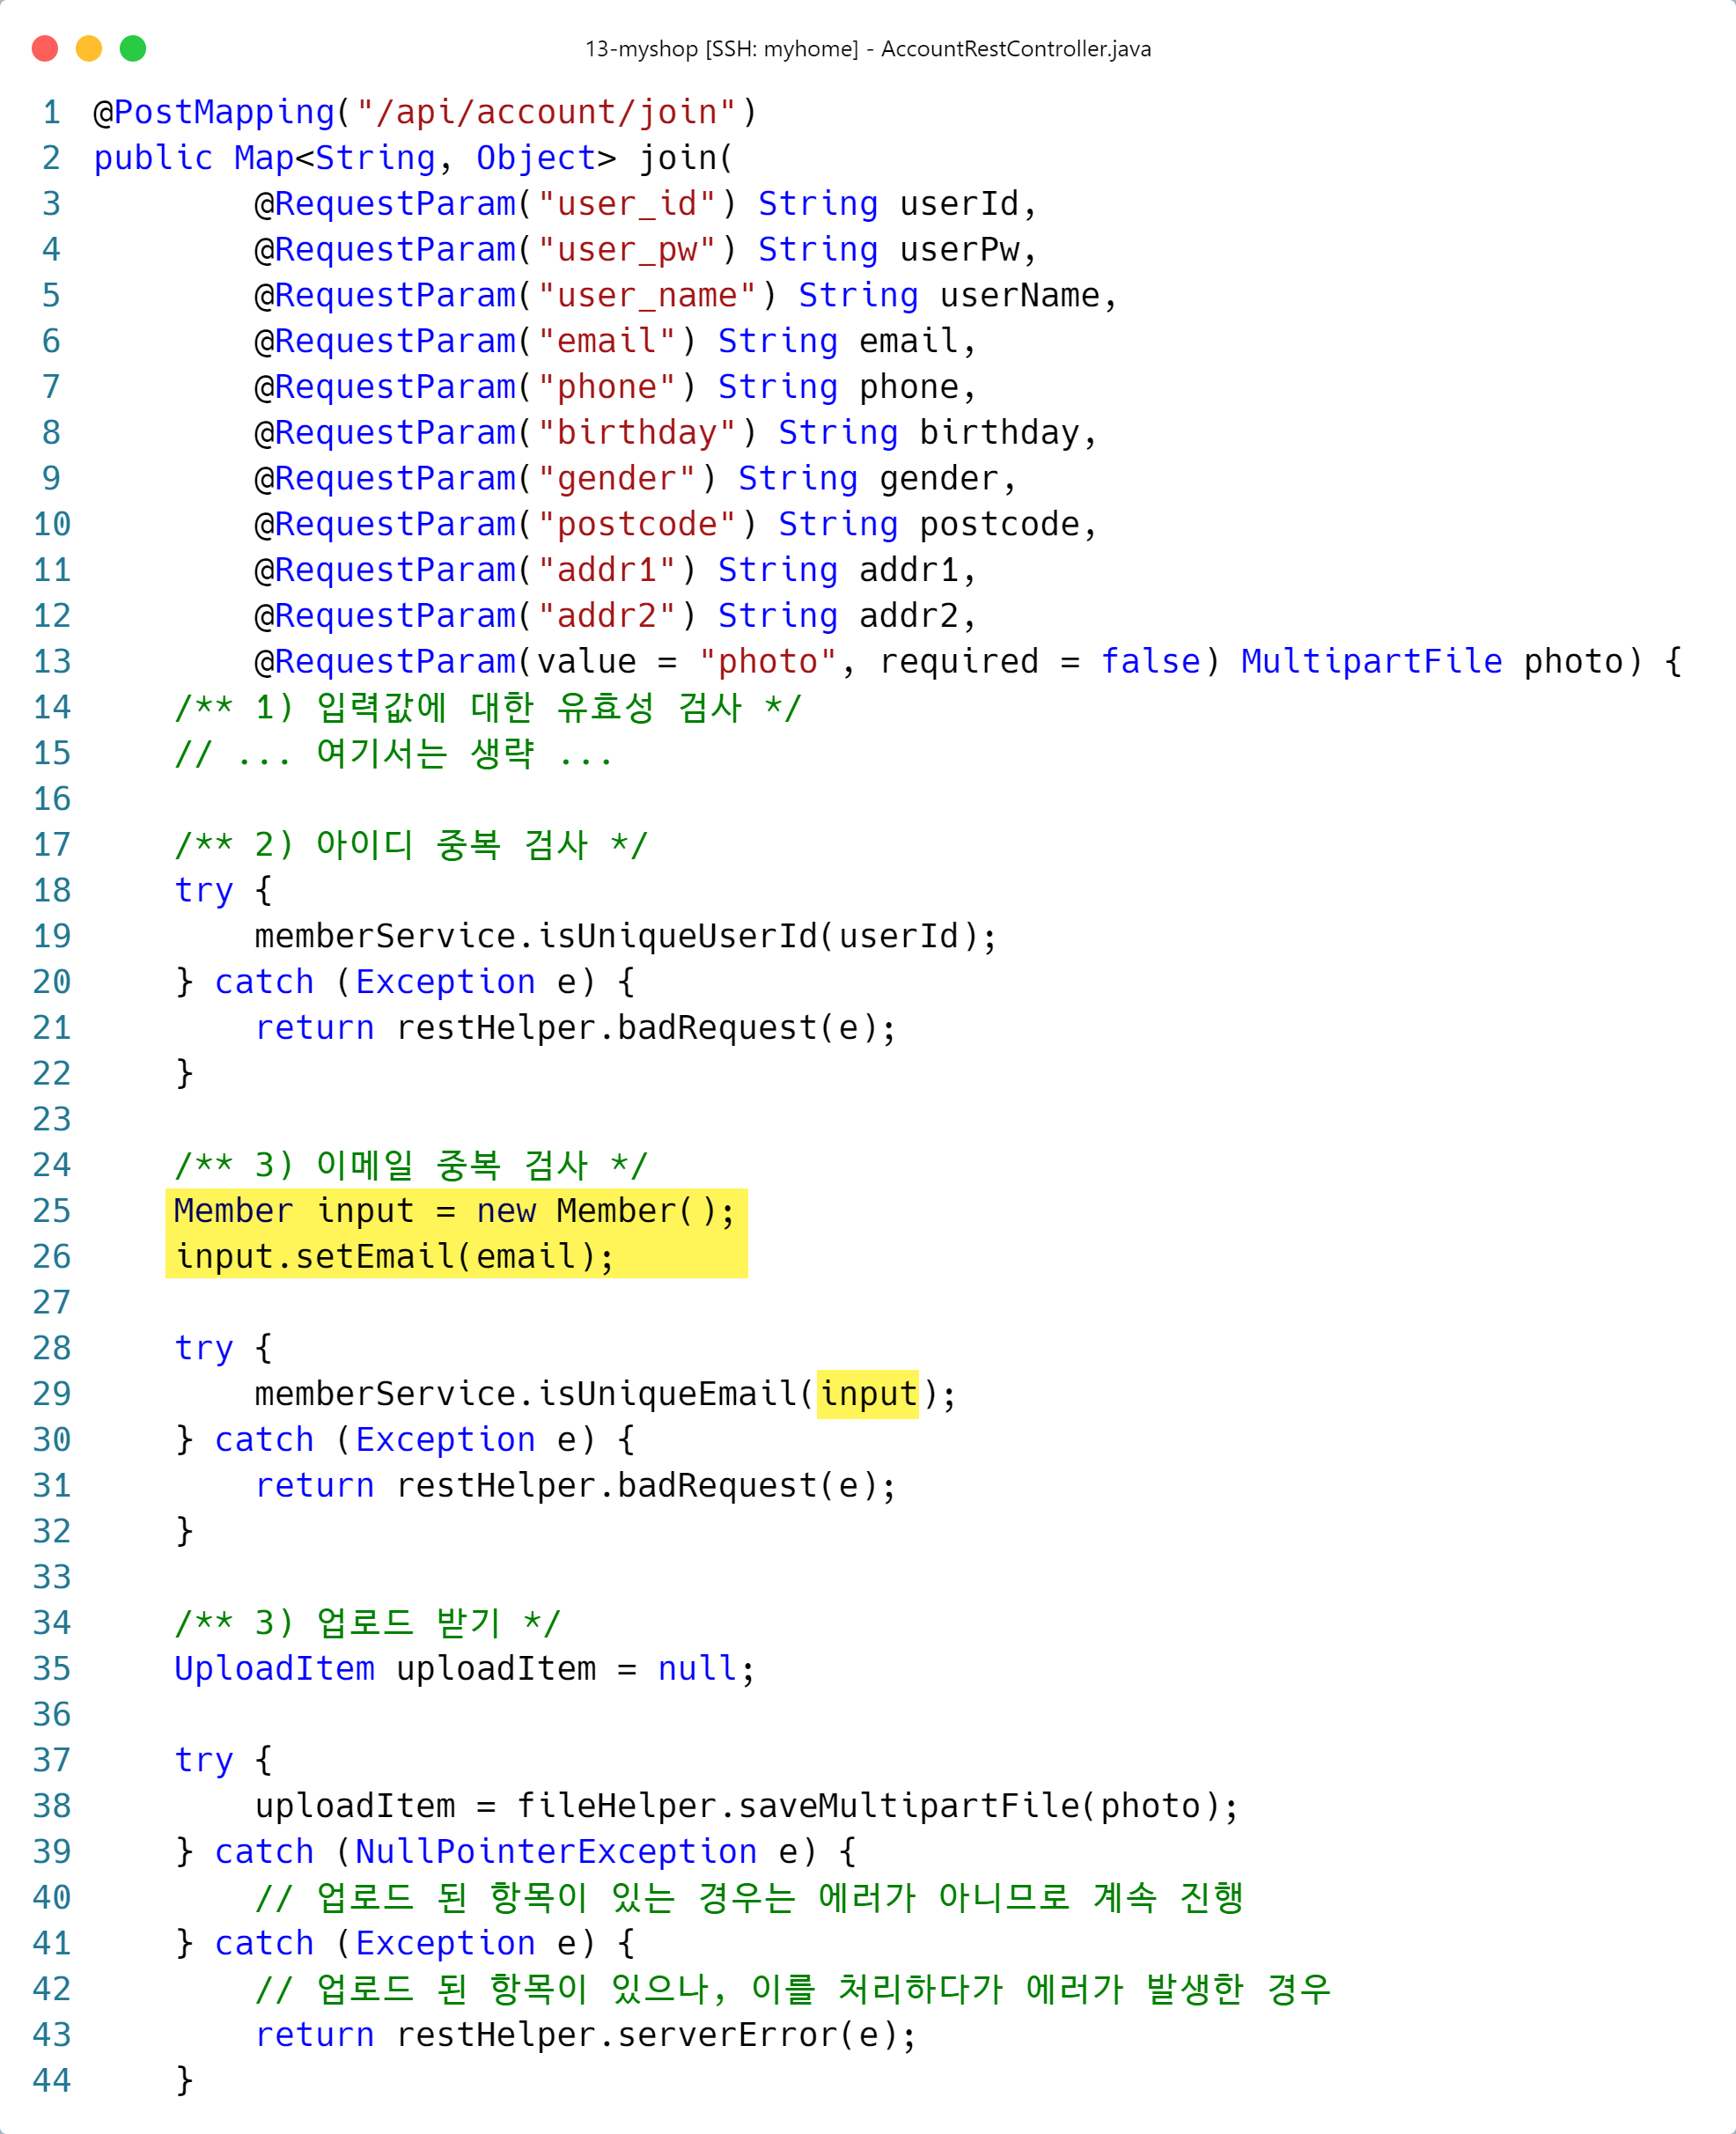 13-myshop [SSH: myhome] - AccountRestController.java
1 @PostMapping("/api/account/join")
2 public Map<String, Object> join(
3         @RequestParam("user_id") String userId,
4         @RequestParam("user_pw") String userPw,
5         @RequestParam("user_name") String userName,
6         @RequestParam("email") String email,
7         @RequestParam("phone") String phone,
8         @RequestParam("birthday") String birthday,
9         @RequestParam("gender") String gender,
10         @RequestParam("postcode") String postcode,
11         @RequestParam("addr1") String addr1,
12         @RequestParam("addr2") String addr2,
13         @RequestParam(value = "photo", required = false) MultipartFile photo) {
14     /** 1) 입력값에 대한 유효성 검사 */
15     // ... 여기서는 생략 ...
16
17     /** 2) 아이디 중복 검사 */
18     try {
19         memberService.isUniqueUserId(userId);
20     } catch (Exception e) {
21         return restHelper.badRequest(e);
22     }
23
24     /** 3) 이메일 중복 검사 */
25     Member input = new Member();
26     input.setEmail(email);
27
28     try {
29         memberService.isUniqueEmail(input);
30     } catch (Exception e) {
31         return restHelper.badRequest(e);
32     }
33
34     /** 3) 업로드 받기 */
35     UploadItem uploadItem = null;
36
37     try {
38         uploadItem = fileHelper.saveMultipartFile(photo);
39     } catch (NullPointerException e) {
40         // 업로드 된 항목이 있는 경우는 에러가 아니므로 계속 진행
41     } catch (Exception e) {
42         // 업로드 된 항목이 있으나, 이를 처리하다가 에러가 발생한 경우
43         return restHelper.serverError(e);
44     }